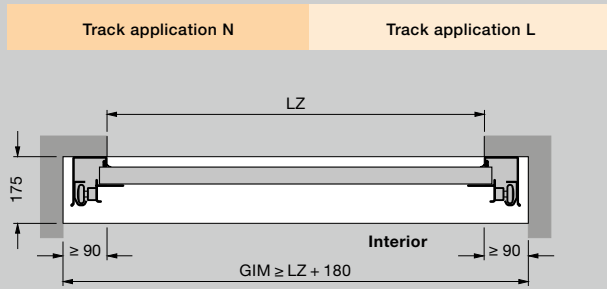 Track application N
Track application L
LZ
175
≥ 90
Interior
≥ 90
GIM ≥ LZ + 180